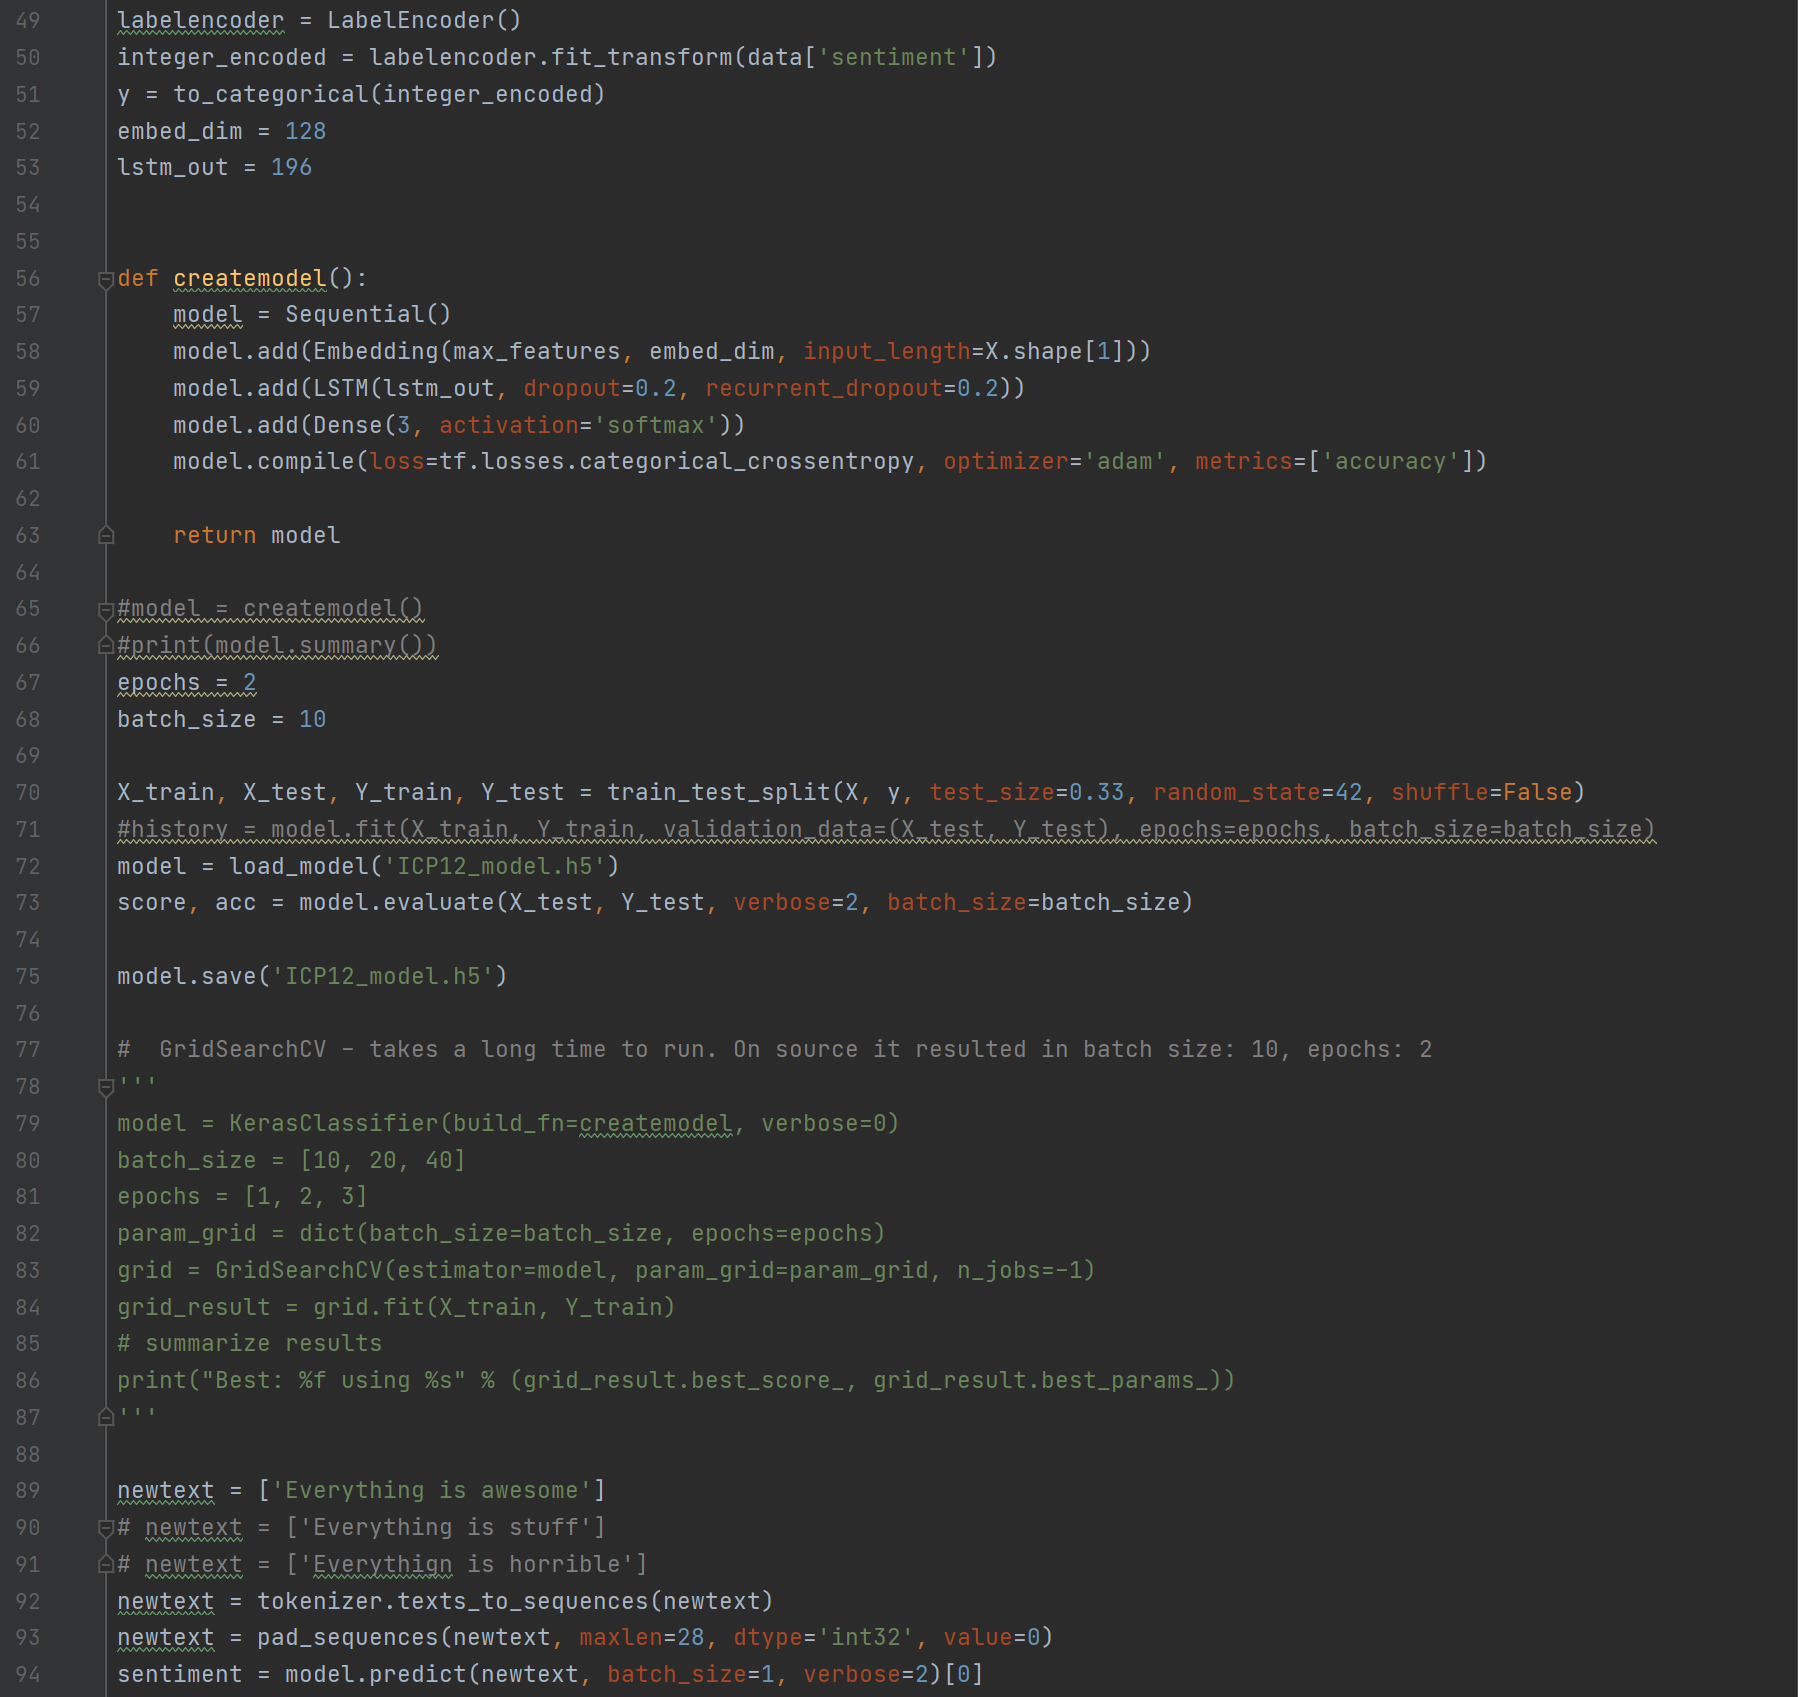 49 labelencoder = LabelEncoder()
50 integer_encoded = labelencoder.fit_transform(data['sentiment'])
51 y = to_categorical(integer_encoded)
52 embed_dim = 128
53 lstm_out = 196
54
55
56 def createmodel():
57     model = Sequential()
58     model.add(Embedding(max_features, embed_dim, input_length=X.shape[1]))
59     model.add(LSTM(lstm_out, dropout=0.2, recurrent_dropout=0.2))
60     model.add(Dense(3, activation='softmax'))
61     model.compile(loss=tf.losses.categorical_crossentropy, optimizer='adam', metrics=['accuracy'])
62
63     return model
64
65 #model = createmodel()
66 #print(model.summary())
67 epochs = 2
68 batch_size = 10
69
70 X_train, X_test, Y_train, Y_test = train_test_split(X, y, test_size=0.33, random_state=42, shuffle=False)
71 #history = model.fit(X_train, Y_train, validation_data=(X_test, Y_test), epochs=epochs, batch_size=batch_size)
72 model = load_model('ICP12_model.h5')
73 score, acc = model.evaluate(X_test, Y_test, verbose=2, batch_size=batch_size)
74
75 model.save('ICP12_model.h5')
76
77 #  GridSearchCV - takes a long time to run. On source it resulted in batch size: 10, epochs: 2
78 '''
79 model = KerasClassifier(build_fn=createmodel, verbose=0)
80 batch_size = [10, 20, 40]
81 epochs = [1, 2, 3]
82 param_grid = dict(batch_size=batch_size, epochs=epochs)
83 grid = GridSearchCV(estimator=model, param_grid=param_grid, n_jobs=-1)
84 grid_result = grid.fit(X_train, Y_train)
85 # summarize results
86 print("Best: %f using %s" % (grid_result.best_score_, grid_result.best_params_))
87 '''
88
89 newtext = ['Everything is awesome']
90 # newtext = ['Everything is stuff']
91 # newtext = ['Everythign is horrible']
92 newtext = tokenizer.texts_to_sequences(newtext)
93 newtext = pad_sequences(newtext, maxlen=28, dtype='int32', value=0)
94 sentiment = model.predict(newtext, batch_size=1, verbose=2)[0]